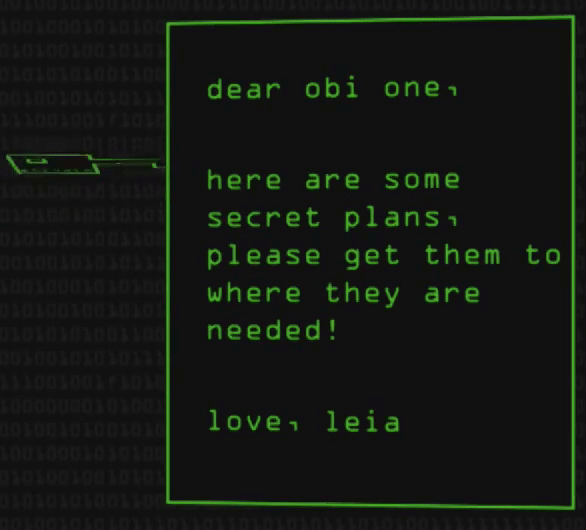 dear obi one,
here are some
secret plans,
please get them to
where they are
needed!
love, leia